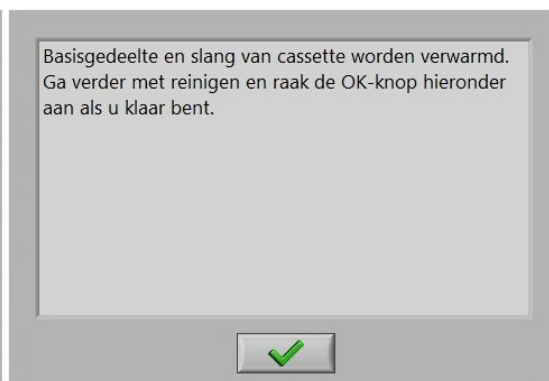 Basisgedeelte en slang van cassette worden verwarmd.
Ga verder met reinigen en raak de OK-knop hieronder
aan als u klaar bent.